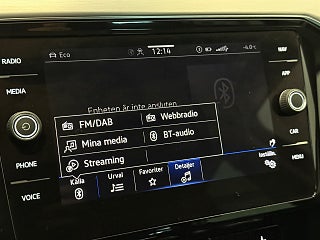 RADIO
Eco
12:14
-4.0
NAV
MEDIA
APP
Enheten är inte ansluten
FM/DAB
Webbradio
Mina media
BT-audio
Streaming
CAR
PHONE
Källa
Urval
Favoriter
Detaljer
Inställn.
MENU
VOICE